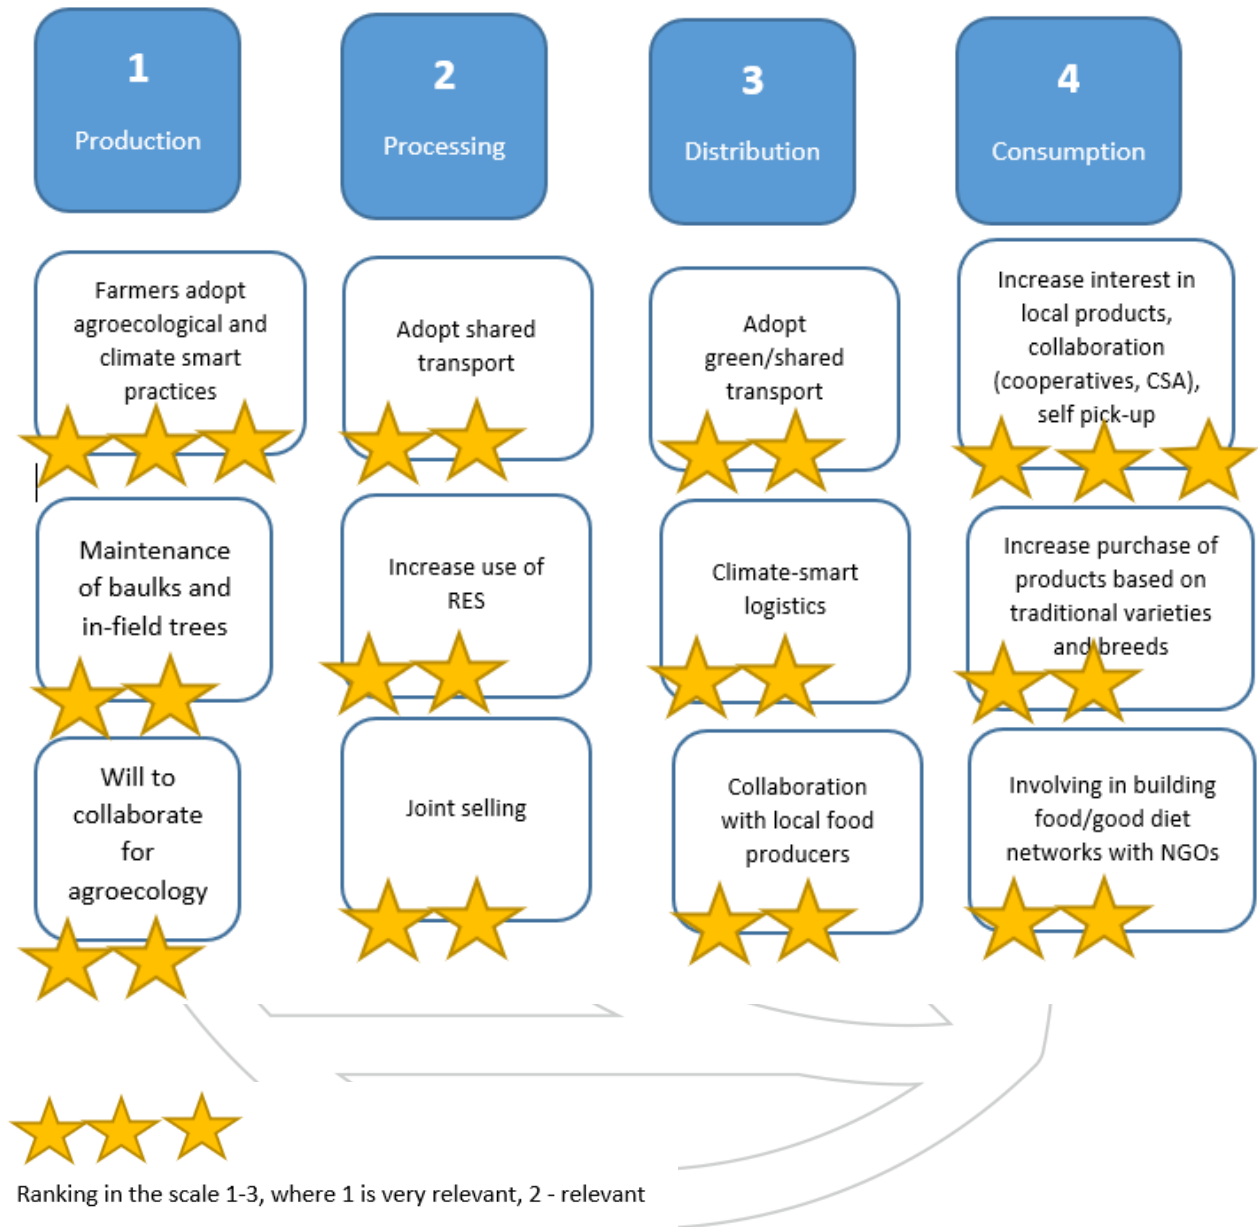 1
Production
2
Processing
3
Distribution
4
Consumption
Farmers adopt
agroecological and
climate smart
practices
Maintenance
of baulks and
in-field trees
Will to
collaborate
for
agroecology
Adopt shared
transport
Increase use of
RES
Joint selling
Adopt
green/shared
transport
Climate-smart
logistics
Collaboration
with local food
producers
Increase interest in
local products,
collaboration
(cooperatives, CSA),
self pick-up
Increase purchase of
products based on
traditional varieties
and breeds
Involving in building
food/good diet
networks with NGOs
Ranking in the scale 1-3, where 1 is very relevant, 2 - relevant